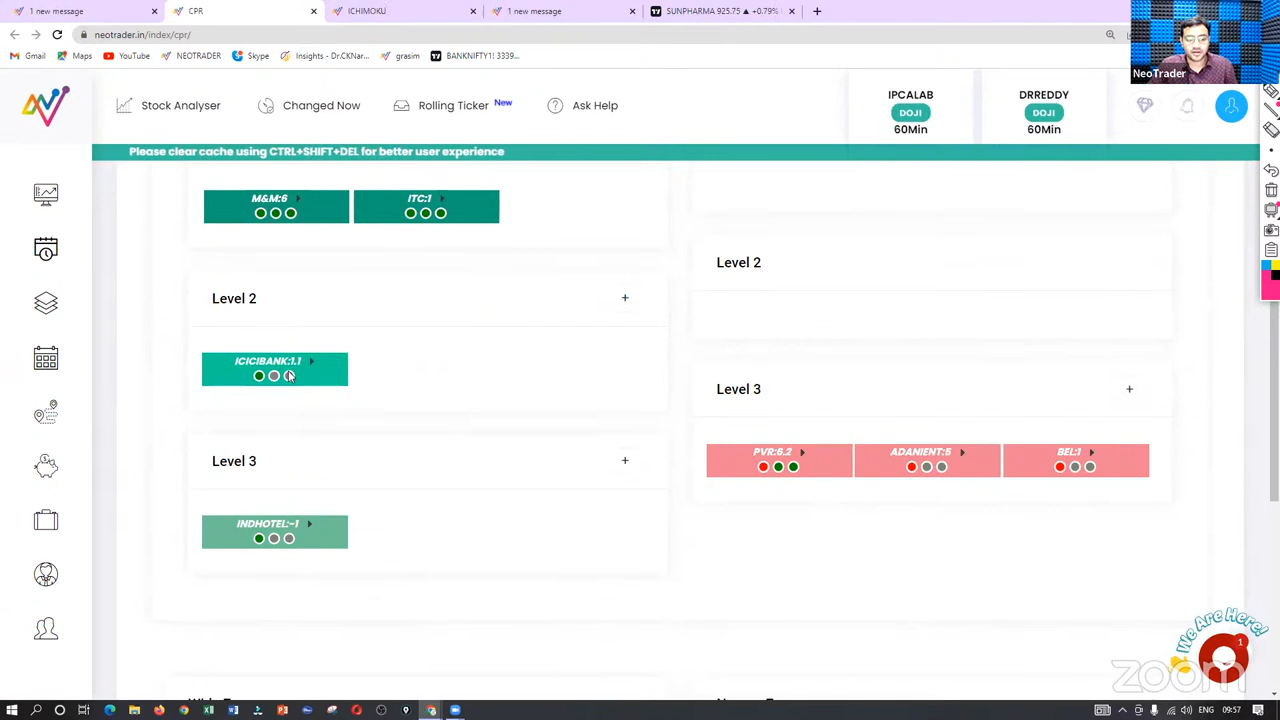 1 new message
CPR
ICHIMOKU
1 new message
SUNPHARMA 925.75 ▲ +0.79%
neotrader.in/index/cpr/
Gmail
Maps
YouTube
NEOTRADER
Skype
Insights - Dr.CKNar...
grasim
BANKNIFTY1! 3339...
NeoTrader
Stock Analyser
Changed Now
Rolling Ticker New
Ask Help
IPCALAB
DOJI
60Min
DRREDDY
DOJI
60Min
Please clear cache using CTRL+SHIFT+DEL for better user experience
M&M:6
ITC:1
Level 2
+
ICICIBANK:1.1
Level 3
+
INDHOTEL:-1
Level 2
Level 3
+
PVR:6.2
ADANIENT:5
BEL:1
We Are Here!
1
zoom
ENG
09:57